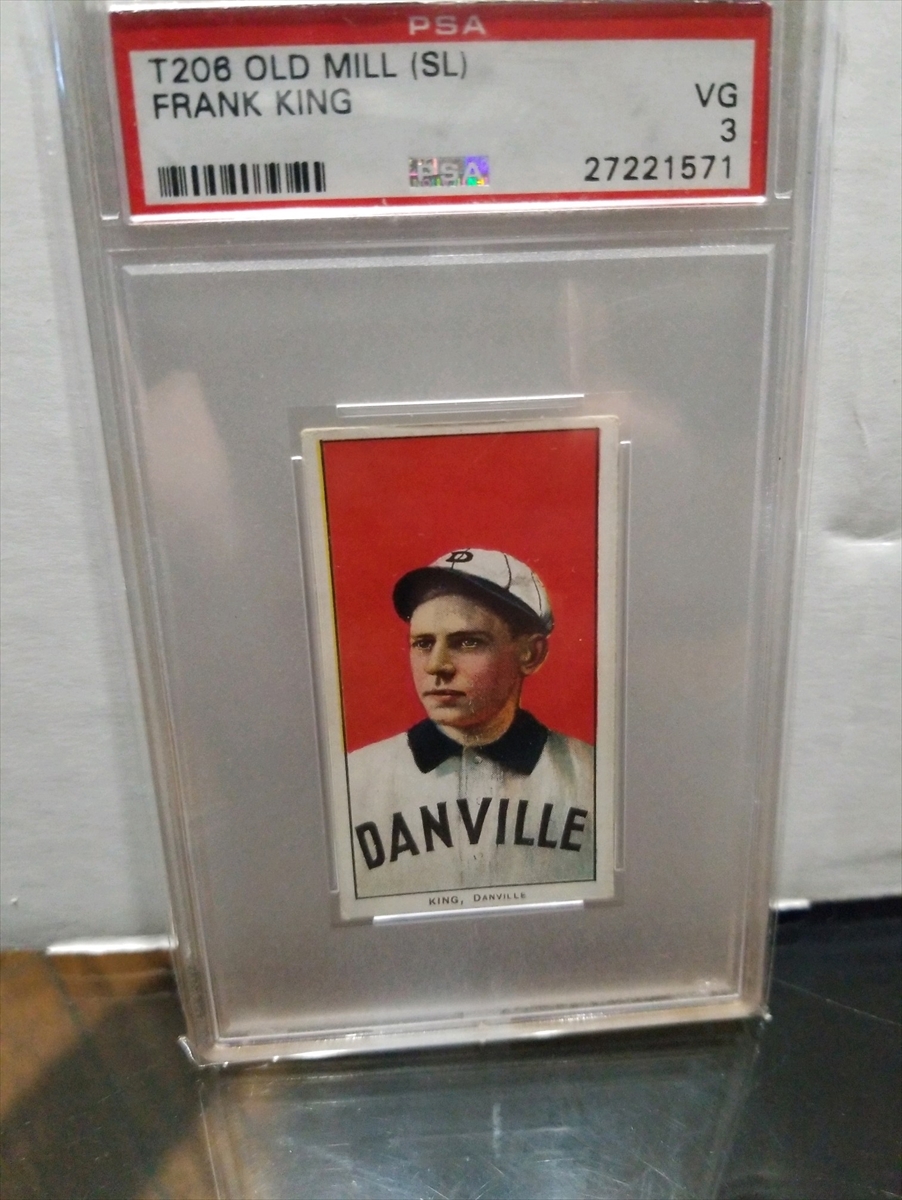 PSA
T206 OLD MILL (SL)
FRANK KING
VG
3
PSA
27221571
D
DANVILLE
KING, DANVILLE